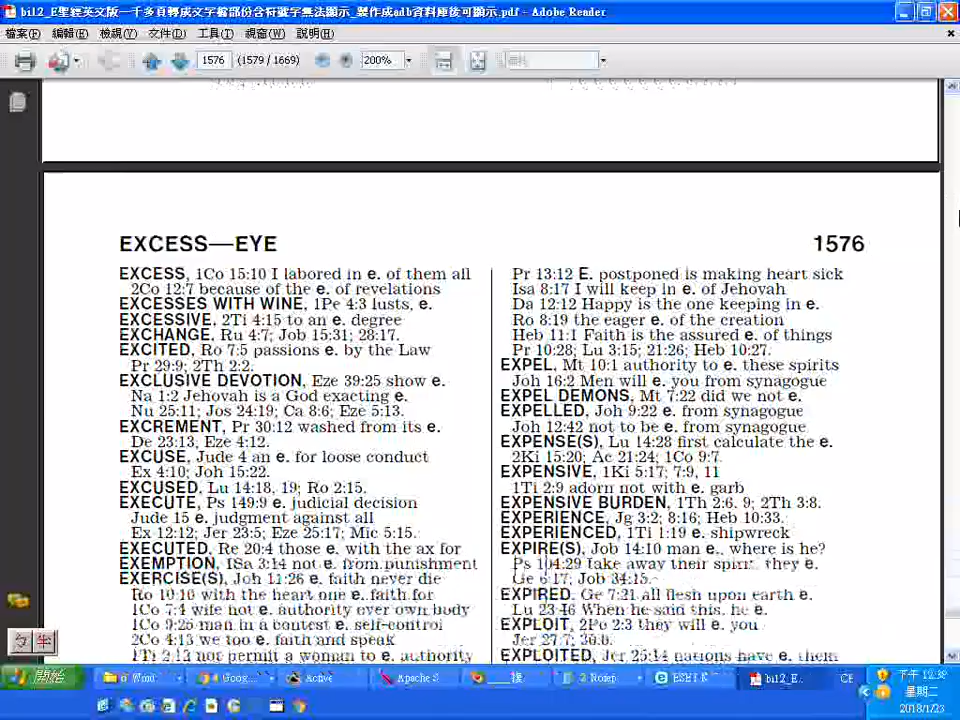 bi12_E聖經英文版一千多頁轉成文字檔部份含符號字無法顯示_製作成adb資料庫後可顯示.pdf - Adobe Reader
檔案(F) 編輯(E) 檢視(V) 文件(D) 工具(T) 視窗(W) 說明(H)
1576 (1579 / 1669) 200% 尋找
EXCESS—EYE
1576
EXCESS, 1Co 15:10 I labored in e. of them all
2Co 12:7 because of the e. of revelations
EXCESSES WITH WINE, 1Pe 4:3 lusts, e.
EXCESSIVE, 2Ti 4:15 to an e. degree
EXCHANGE, Ru 4:7; Job 15:31; 28:17.
EXCITED, Ro 7:5 passions e. by the Law
Pr 29:9; 2Th 2:2.
EXCLUSIVE DEVOTION, Eze 39:25 show e.
Na 1:2 Jehovah is a God exacting e.
Nu 25:11; Jos 24:19; Ca 8:6; Eze 5:13.
EXCREMENT, Pr 30:12 washed from its e.
De 23:13; Eze 4:12.
EXCUSE, Jude 4 an e. for loose conduct
Ex 4:10; Joh 15:22.
EXCUSED, Lu 14:18, 19; Ro 2:15.
EXECUTE, Ps 149:9 e. judicial decision
Jude 15 e. judgment against all
Ex 12:12; Jer 23:5; Eze 25:17; Mic 5:15.
EXECUTED, Re 20:4 those e. with the ax for
EXEMPTION, ISa 3:14 not e. from punishment
EXERCISE(S), Joh 11:26 e. faith never die
Ro 10:10 with the heart one e. faith for
1Co 7:4 wife not e. authority over own body
1Co 9:25 man in a contest e. self-control
2Co 4:13 we too e. faith and speak
1Ti 2:12 not permit a woman to e. authority
Pr 13:12 E. postponed is making heart sick
Isa 8:17 I will keep in e. of Jehovah
Da 12:12 Happy is the one keeping in e.
Ro 8:19 the eager e. of the creation
Heb 11:1 Faith is the assured e. of things
Pr 10:28; Lu 3:15; 21:26; Heb 10:27.
EXPEL, Mt 10:1 authority to e. these spirits
Joh 16:2 Men will e. you from synagogue
EXPEL DEMONS, Mt 7:22 did we not e.
EXPELLED, Joh 9:22 e. from synagogue
Joh 12:42 not to be e. from synagogue
EXPENSE(S), Lu 14:28 first calculate the e.
2Ki 15:20; Ac 21:24; 1Co 9:7.
EXPENSIVE, 1Ki 5:17; 7:9, 11
1Ti 2:9 adorn not with e. garb
EXPENSIVE BURDEN, 1Th 2:6, 9; 2Th 3:8.
EXPERIENCE, Jg 3:2; 8:16; Heb 10:33.
EXPERIENCED, 1Ti 1:19 e. shipwreck
EXPIRE(S), Job 14:10 man e., where is he?
Ps 104:29 Take away their spirit, they e.
Ge 6:17; Job 34:15.
EXPIRED, Ge 7:21 all flesh upon earth e.
Lu 23:46 When he said this, he e.
EXPLOIT, 2Pe 2:3 they will e. you
Jer 27:7; 30:8.
EXPLOITED, Jer 25:14 nations have e. them
開始 6 Wind Goog Active Apache S 2 Notep bi12_E. CH
下午 12:39
星期二
2018/1/23